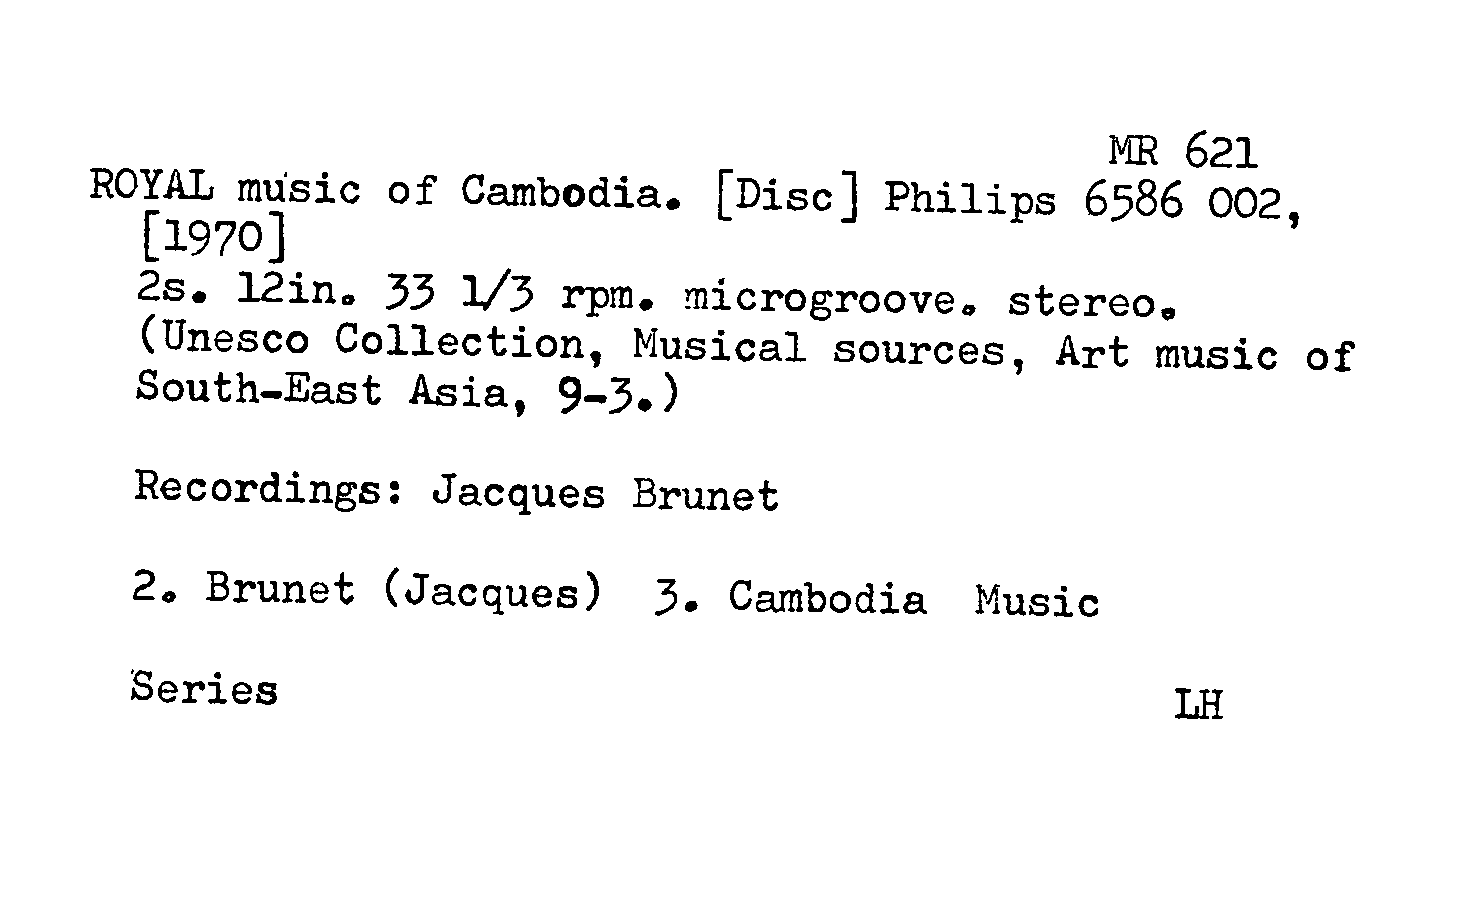 MR 621
ROYAL music of Cambodia. [Disc] Philips 6586 002,
[1970]
2s. 12in. 33 1/3 rpm. microgroove. stereo.
(Unesco Collection, Musical sources, Art music of
South-East Asia, 9-3.)
Recordings: Jacques Brunet
2. Brunet (Jacques) 3. Cambodia Music
Series
LH